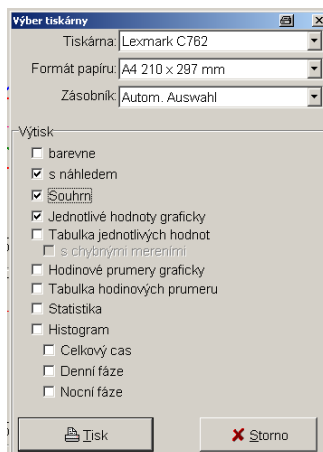 Výber tiskárny
Tiskárna: Lexmark C762
Formát papíru: A4 210 x 297 mm
Zásobník: Autom. Auswahl
Výtisk
barevne
s náhledem
Souhrn
Jednotlivé hodnoty graficky
Tabulka jednotlivých hodnot
s chybnými mereními
Hodinové prumery graficky
Tabulka hodinových prumeru
Statistika
Histogram
Celkový cas
Denní fáze
Nocní fáze
Tisk Storno